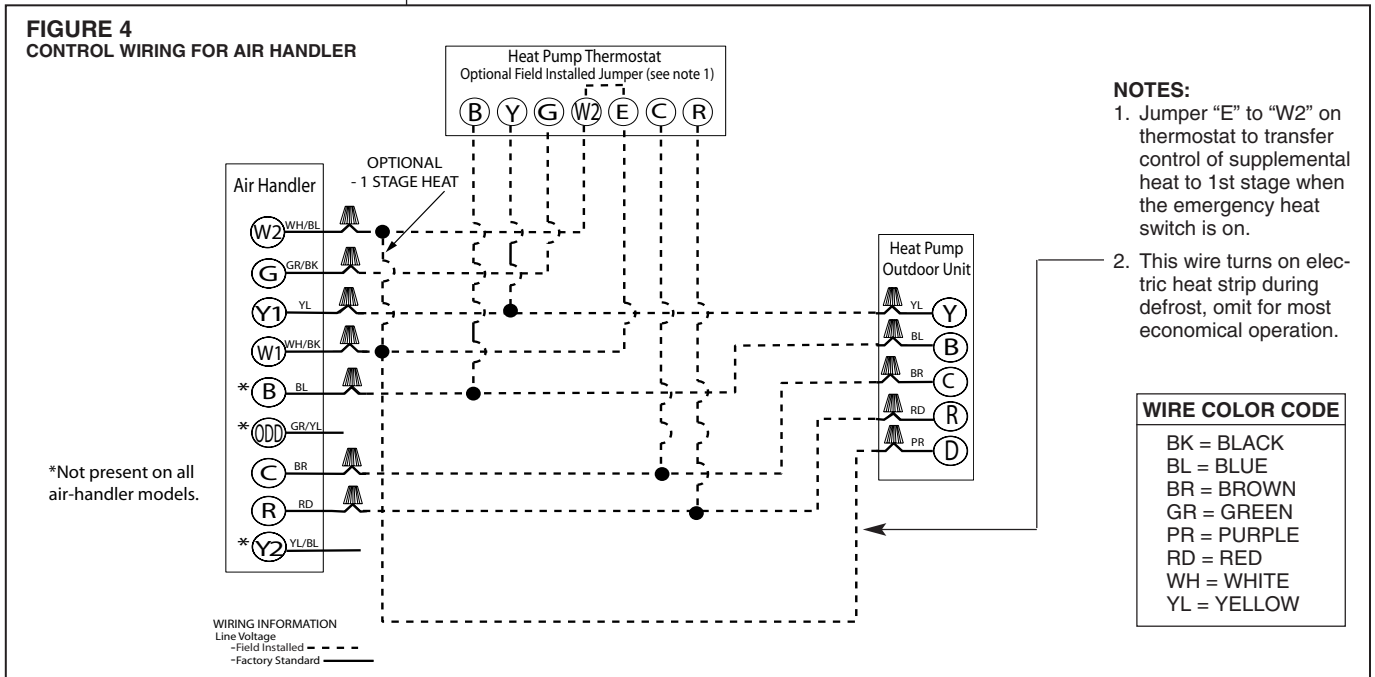 FIGURE 4
CONTROL WIRING FOR AIR HANDLER
Heat Pump Thermostat
Optional Field Installed Jumper (see note 1)
B Y G W2 E C R
OPTIONAL
- 1 STAGE HEAT
Air Handler
W2 WH/BL
G GR/BK
Y1 YL
W1 WH/BK
* B BL
* ODD GR/YL
C BR
R RD
* Y2 YL/BL
*Not present on all
air-handler models.
Heat Pump
Outdoor Unit
YL Y
BL B
BR C
RD R
PR D
WIRING INFORMATION
Line Voltage
-Field Installed
-Factory Standard
NOTES:
1. Jumper “E” to “W2” on
thermostat to transfer
control of supplemental
heat to 1st stage when
the emergency heat
switch is on.
2. This wire turns on elec-
tric heat strip during
defrost, omit for most
economical operation.
WIRE COLOR CODE
BK = BLACK
BL = BLUE
BR = BROWN
GR = GREEN
PR = PURPLE
RD = RED
WH = WHITE
YL = YELLOW